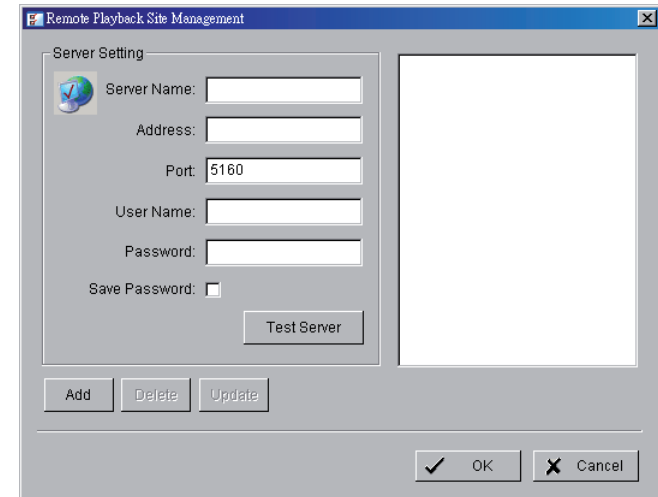 Remote Playback Site Management
Server Setting
Server Name:
Address:
Port: 5160
User Name:
Password:
Save Password:
Test Server
Add Delete Update
OK Cancel